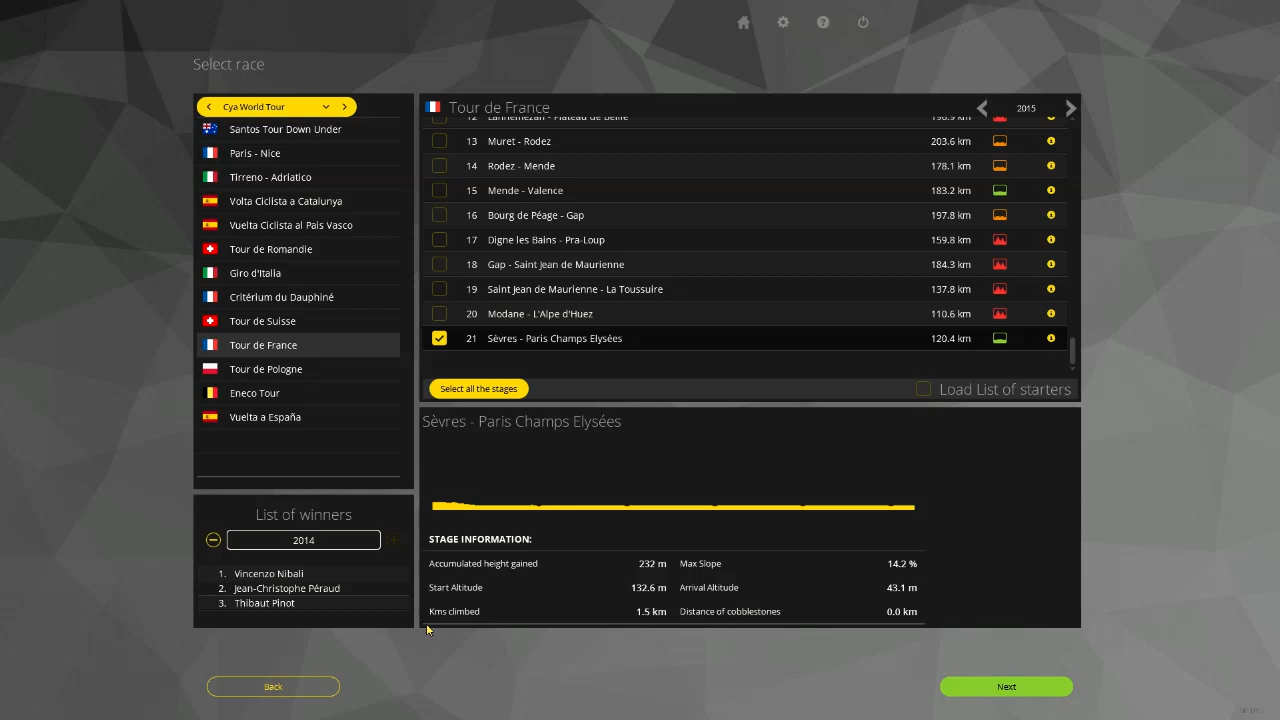 Select race
Cya World Tour
Santos Tour Down Under
Paris - Nice
Tirreno - Adriatico
Volta Ciclista a Catalunya
Vuelta Ciclista al Pais Vasco
Tour de Romandie
Giro d'Italia
Critérium du Dauphiné
Tour de Suisse
Tour de France
Tour de Pologne
Eneco Tour
Vuelta a España
List of winners
2014
1. Vincenzo Nibali
2. Jean-Christophe Péraud
3. Thibaut Pinot
Tour de France 2015
12 Lannemezan - Plateau de Beille 196.9 km
13 Muret - Rodez 203.6 km
14 Rodez - Mende 178.1 km
15 Mende - Valence 183.2 km
16 Bourg de Péage - Gap 197.8 km
17 Digne les Bains - Pra-Loup 159.8 km
18 Gap - Saint Jean de Maurienne 184.3 km
19 Saint Jean de Maurienne - La Toussuire 137.8 km
20 Modane - L'Alpe d'Huez 110.6 km
21 Sèvres - Paris Champs Elysées 120.4 km
Select all the stages
Load List of starters
Sèvres - Paris Champs Elysées
STAGE INFORMATION:
Accumulated height gained 232 m Max Slope 14.2 %
Start Altitude 132.6 m Arrival Altitude 43.1 m
Kms climbed 1.5 km Distance of cobblestones 0.0 km
Back
Next